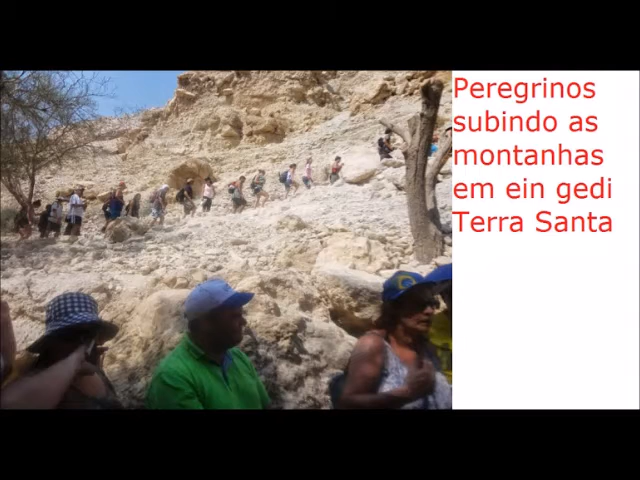 Peregrinos
subindo as
montanhas
em ein gedi
Terra Santa